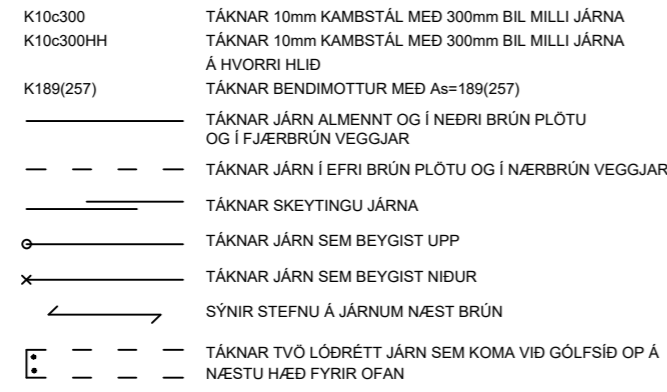 K10c300 TÁKNAR 10mm KAMBSTÁL MEÐ 300mm BIL MILLI JÁRNA
K10c300HH TÁKNAR 10mm KAMBSTÁL MEÐ 300mm BIL MILLI JÁRNA
Á HVORRI HLIÐ
K189(257) TÁKNAR BENDIMOTTUR MEÐ As=189(257)
TÁKNAR JÁRN ALMENNT OG Í NEÐRI BRÚN PLÖTU
OG Í FJÆRBRÚN VEGGJAR
TÁKNAR JÁRN Í EFRI BRÚN PLÖTU OG Í NÆRBRÚN VEGGJAR
TÁKNAR SKEYTINGU JÁRNA
TÁKNAR JÁRN SEM BEYGIST UPP
TÁKNAR JÁRN SEM BEYGIST NIÐUR
SÝNIR STEFNU Á JÁRNUM NÆST BRÚN
TÁKNAR TVÖ LÓÐRÉTT JÁRN SEM KOMA VIÐ GÓLFSÍÐ OP Á
NÆSTU HÆÐ FYRIR OFAN